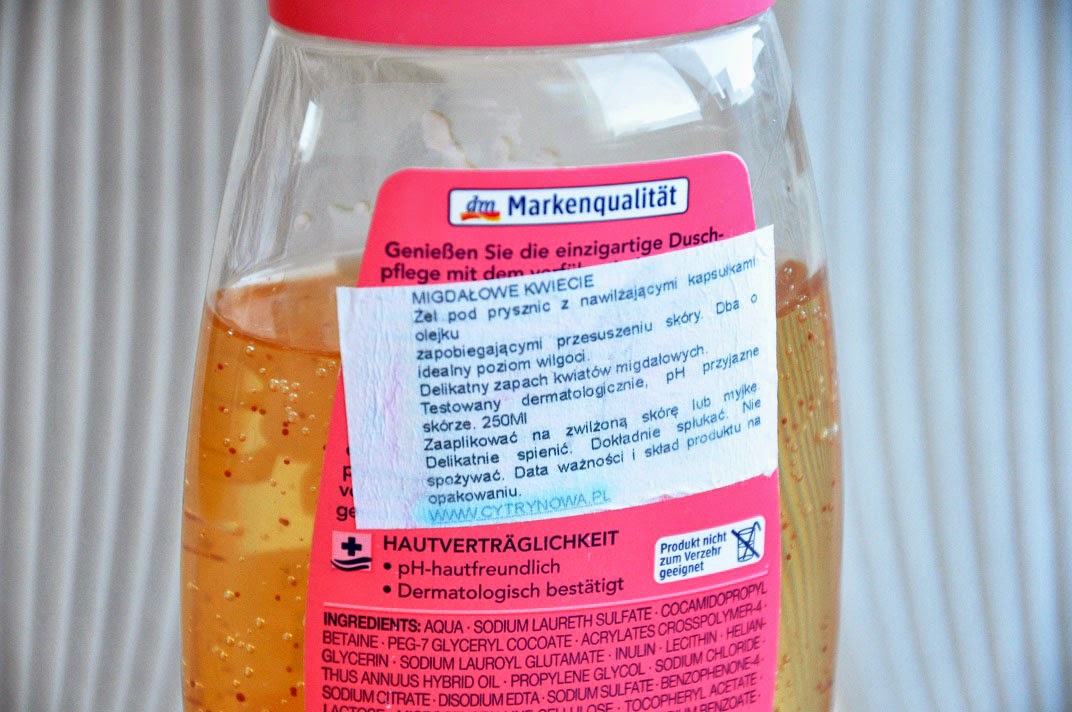 dm Markenqualität
Genießen Sie die einzigartige Dusch-
pflege mit dem
MIGDAŁOWE KWIECIE
Żel pod prysznic z nawilżającymi kapsułkami
olejku
zapobiegającymi przesuszeniu skóry. Dba o
idealny poziom wilgoci.
Delikatny zapach kwiatów migdałowych.
Testowany dermatologicznie, pH przyjazne
skórze. 250Ml
Zaaplikować na zwilżoną skórę lub myjkę.
Delikatnie spienić. Dokładnie spłukać. Nie
spożywać. Data ważności i skład produktu na
opakowaniu.
WWW.CYTRYNOWA.PL
HAUTVERTRÄGLICHKEIT
• pH-hautfreundlich
• Dermatologisch bestätigt
Produkt nicht
zum Verzehr
geeignet
INGREDIENTS: AQUA · SODIUM LAURETH SULFATE · COCAMIDOPROPYL
BETAINE · PEG-7 GLYCERYL COCOATE · ACRYLATES CROSSPOLYMER-4 ·
GLYCERIN · SODIUM LAUROYL GLUTAMATE · INULIN · LECITHIN · HELIAN-
THUS ANNUUS HYBRID OIL · PROPYLENE GLYCOL · SODIUM CHLORIDE ·
SODIUM CITRATE · DISODIUM EDTA · SODIUM SULFATE · BENZOPHENONE-4 ·
LACTOSE · CELLULOSE · TOCOPHERYL ACETATE ·
BENZOATE ·